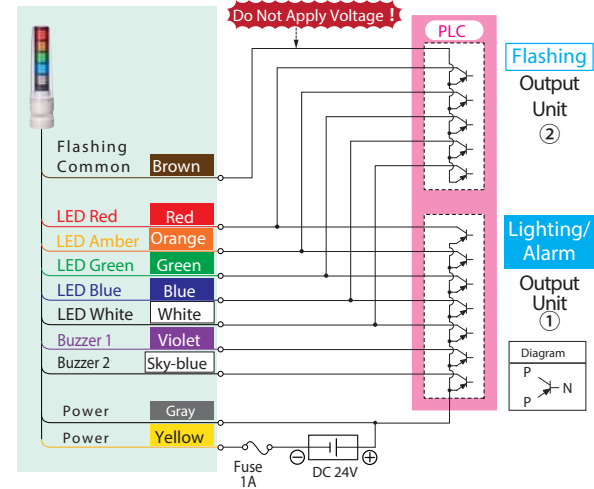 Do Not Apply Voltage !
PLC
Flashing
Output
Unit
②
Flashing
Common Brown
LED Red Red
LED Amber Orange
LED Green Green
LED Blue Blue
LED White White
Buzzer 1 Violet
Buzzer 2 Sky-blue
Power Gray
Power Yellow
Lighting/
Alarm
Output
Unit
①
Diagram
P
N
P
Fuse
1A
DC 24V